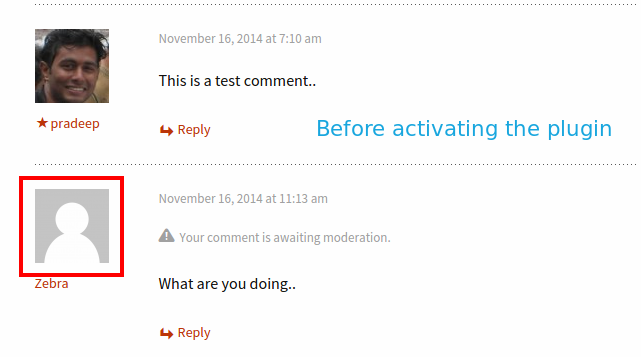 November 16, 2014 at 7:10 am
This is a test comment..
★ pradeep
Reply
Before activating the plugin
November 16, 2014 at 11:13 am
Your comment is awaiting moderation.
Zebra
What are you doing..
Reply